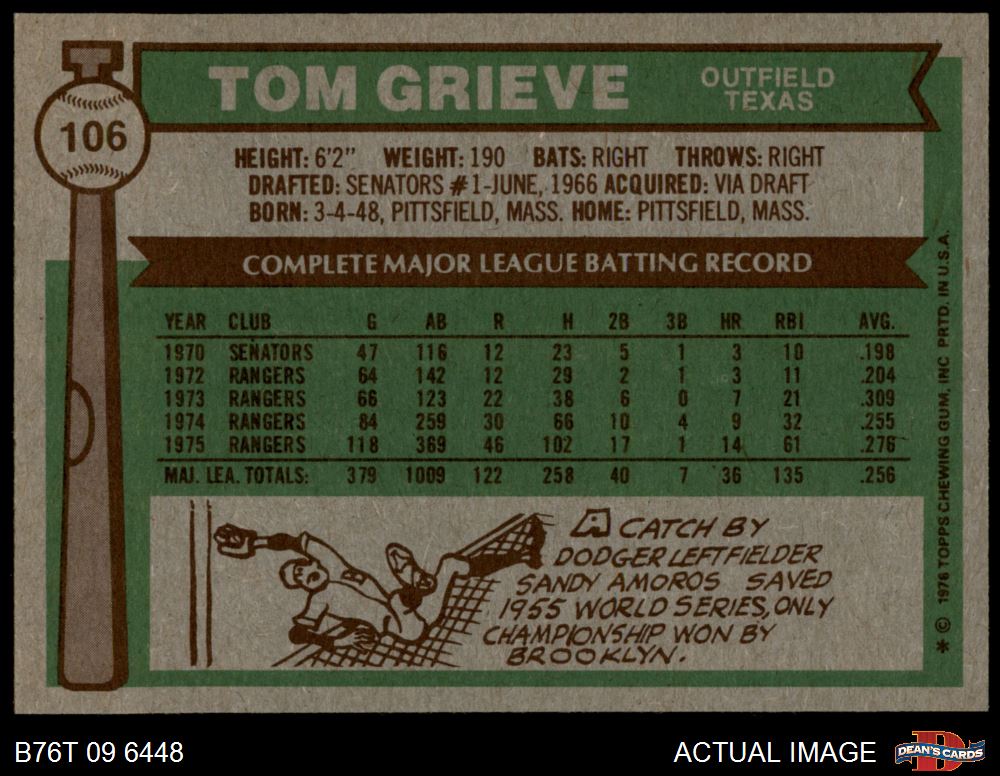 TOM GRIEVE
OUTFIELD
TEXAS
106
HEIGHT: 6'2" WEIGHT: 190 BATS: RIGHT THROWS: RIGHT
DRAFTED: SENATORS #1-JUNE, 1966 ACQUIRED: VIA DRAFT
BORN: 3-4-48, PITTSFIELD, MASS. HOME: PITTSFIELD, MASS.
COMPLETE MAJOR LEAGUE BATTING RECORD
YEAR CLUB G AB R H 2B 3B HR RBI AVG.
1970 SENATORS 47 116 12 23 5 1 3 10 .198
1972 RANGERS 64 142 12 29 2 1 3 11 .204
1973 RANGERS 66 123 22 38 6 0 7 21 .309
1974 RANGERS 84 259 30 66 10 4 9 32 .255
1975 RANGERS 118 369 46 102 17 1 14 61 .276
MAJ. LEA. TOTALS: 379 1009 122 258 40 7 36 135 .256
A CATCH BY
DODGER LEFTFIELDER
SANDY AMOROS SAVED
1955 WORLD SERIES, ONLY
CHAMPIONSHIP WON BY
BROOKLYN.
* © 1976 TOPPS CHEWING GUM, INC. PRTD. IN U.S.A.
B76T 09 6448
ACTUAL IMAGE
DEAN'S CARDS